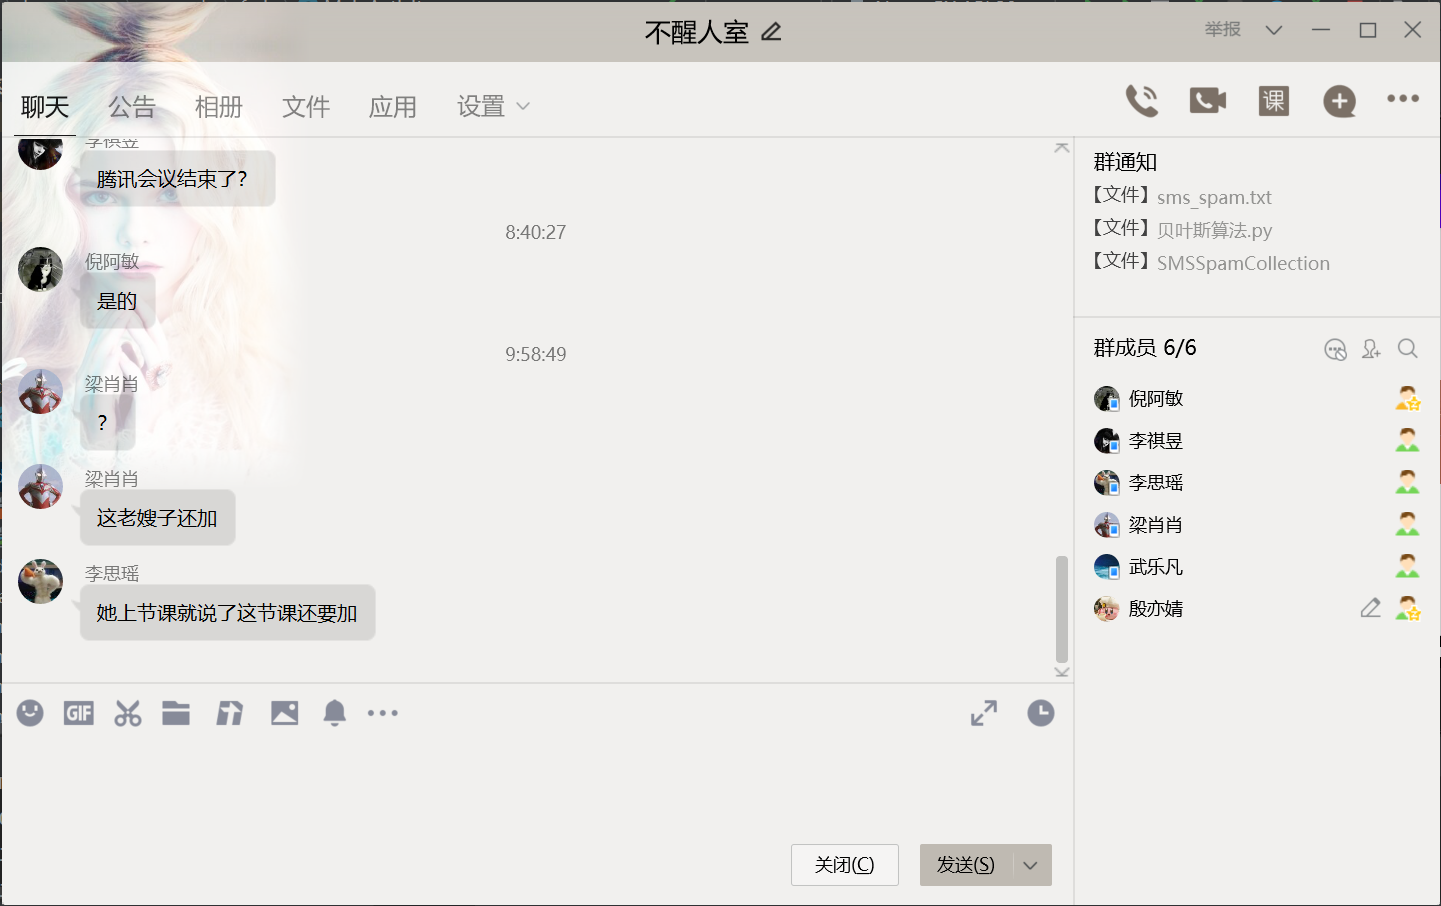 不醒人室
举报
聊天 公告 相册 文件 应用 设置
课
李祺昱
腾讯会议结束了?
8:40:27
倪阿敏
是的
9:58:49
梁肖肖
?
梁肖肖
这老嫂子还加
李思瑶
她上节课就说了这节课还要加
GIF
关闭(C) 发送(S)
群通知
【文件】sms_spam.txt
【文件】贝叶斯算法.py
【文件】SMSSpamCollection
群成员 6/6
倪阿敏
李祺昱
李思瑶
梁肖肖
武乐凡
殷亦婧